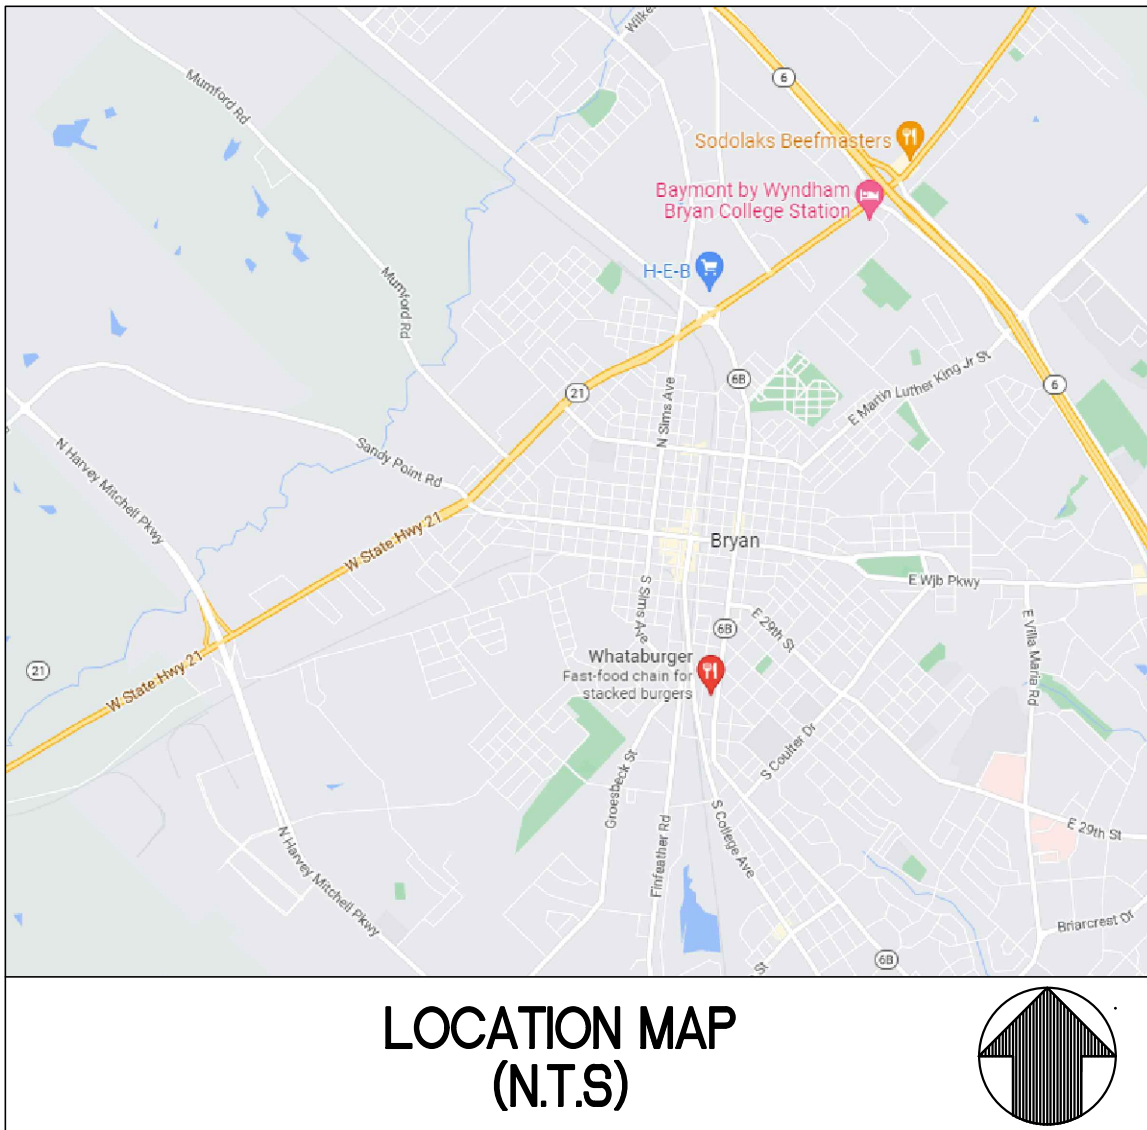 Mumford Rd
6
Sodolaks Beefmasters
Baymont by Wyndham
Bryan College Station
H-E-B
Mumford Rd
21
6B
E Martin Luther King Jr St
6
N Sims Ave
Sandy Point Rd
N Harvey Mitchell Pkwy
W State Hwy 21
Bryan
E Wjb Pkwy
S Sims Ave
E 29th St
6B
E Villa Maria Rd
21
W State Hwy 21
Whataburger
Fast-food chain for
stacked burgers
S Coulter Dr
Groesbeck St
Finfeather Rd
S College Ave
E 29th St
N Harvey Mitchell Pkwy
Briarcrest Dr
6B
St
LOCATION MAP
(N.T.S)